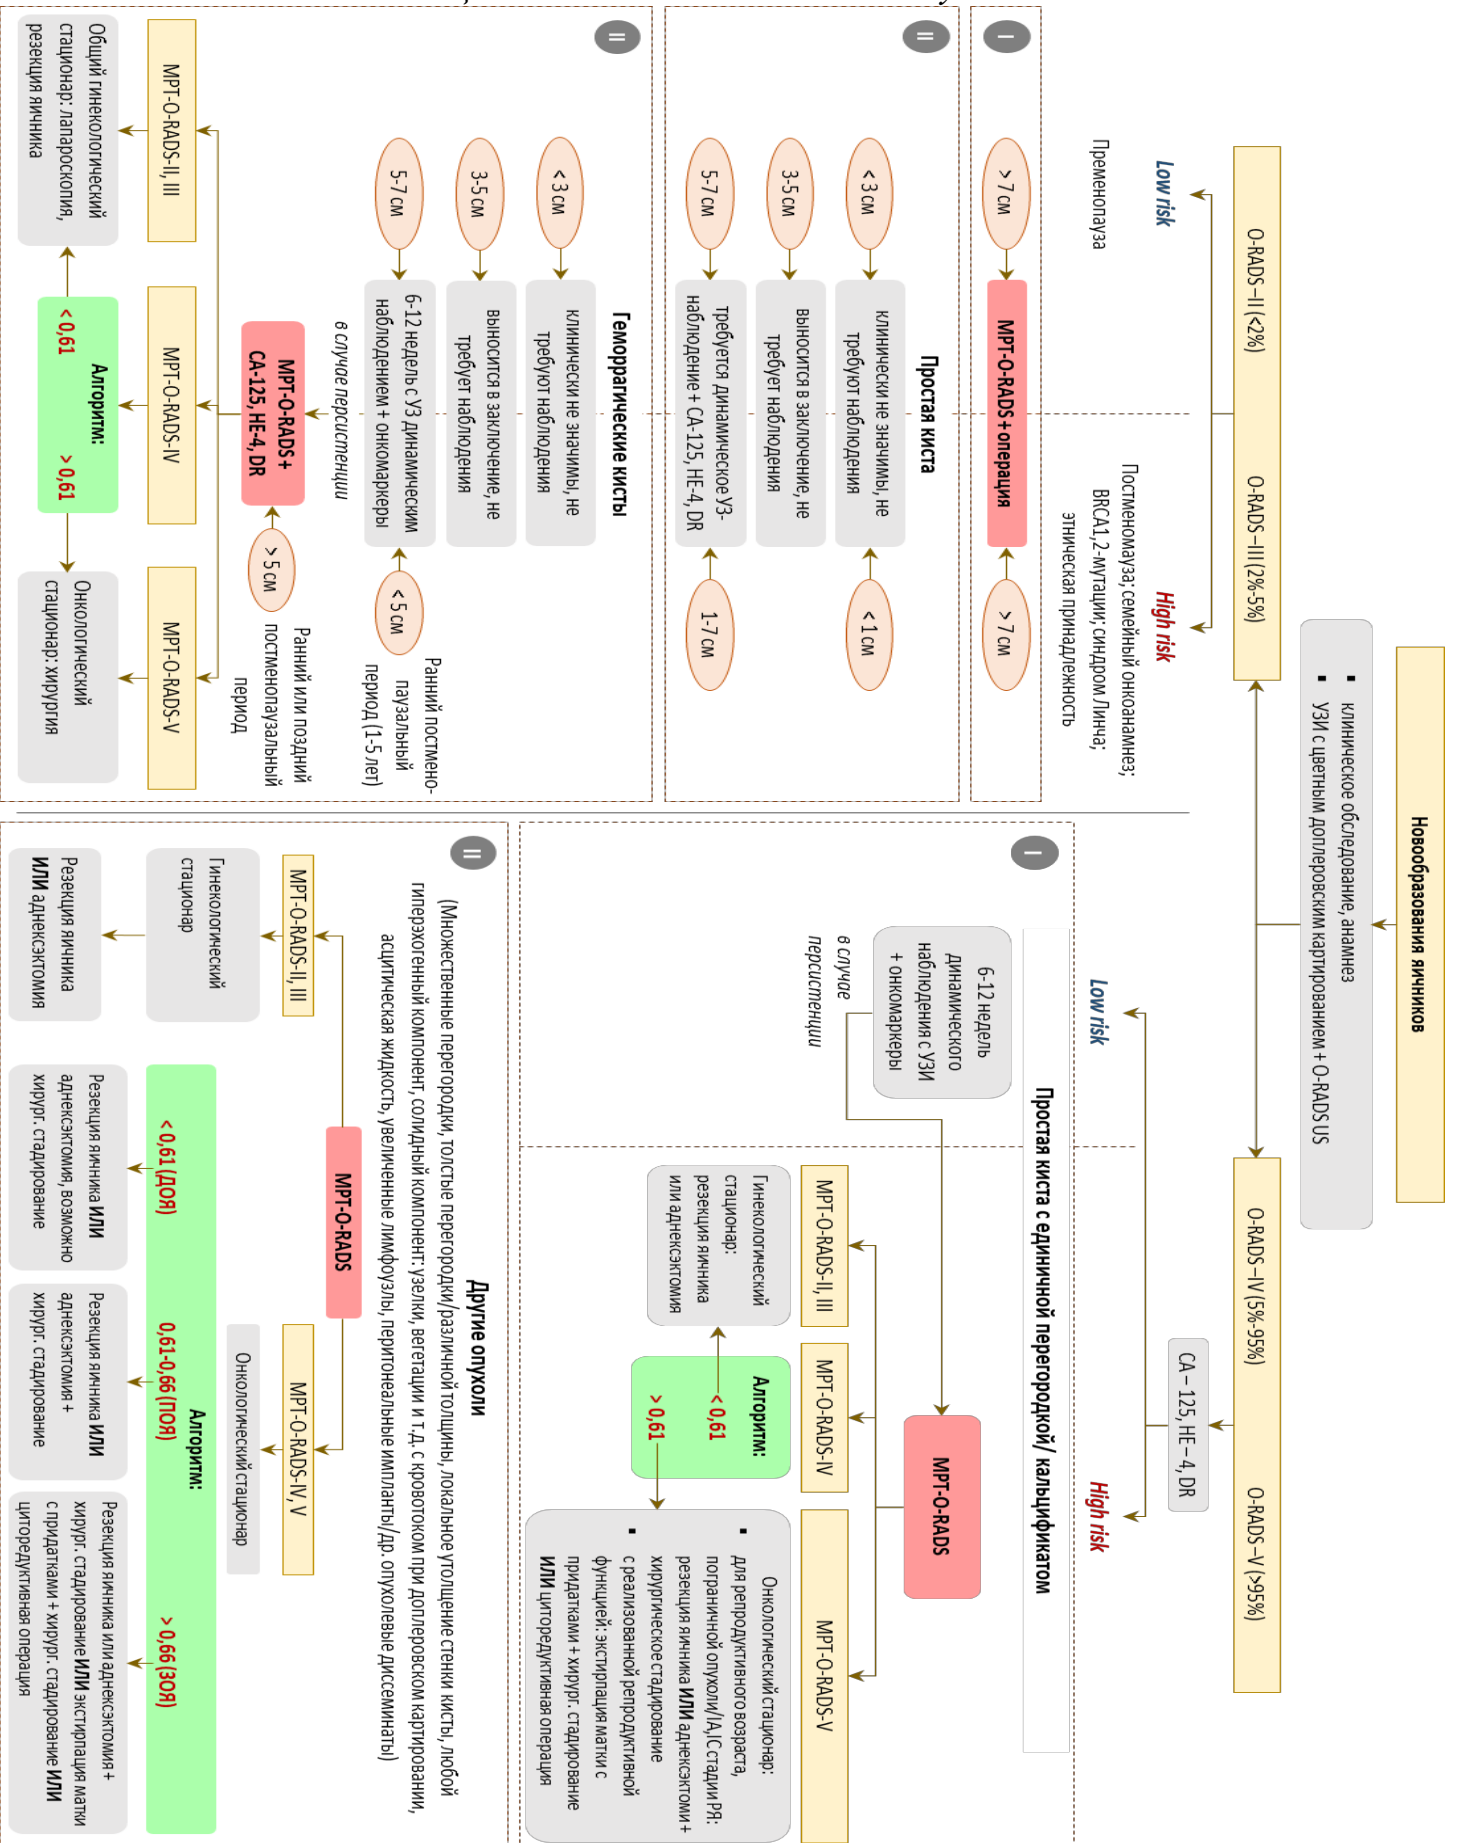 Новообразования яичников
▪ клиническое обследование, анамнез
▪ УЗИ с цветным доплеровским картированием + O-RADS US
O-RADS – II (<2%)
O-RADS – III (2%-5%)
O-RADS – IV (5%-95%)
O-RADS – V (>95%)
Low risk
Пременопауза
High risk
Постменомауза; семейный онкоанамнез;
BRCA1,2-мутации; синдром Линча;
этническая принадлежность
I
> 7 см
МРТ-O-RADS + операция
> 7 см
II
Простая киста
< 3 см
клинически не значимы, не
требуют наблюдения
< 1 см
3-5 см
выносится в заключение, не
требует наблюдения
5-7 см
требуется динамическое УЗ-
наблюдение + СА-125, НЕ-4, DR
1-7 см
II
Геморрагические кисты
< 3 см
клинически не значимы, не
требуют наблюдения
3-5 см
выносится в заключение, не
требует наблюдения
5-7 см
6-12 недель с УЗ динамическим
наблюдением + онкомаркеры
< 5 см
Ранний постмено-
паузальный
период (1-5 лет)
в случае персистенции
МРТ-O-RADS +
СА-125, НЕ-4, DR
> 5 см
Ранний или поздний
постменопаузальный
период
МРТ-O-RADS-II, III
МРТ-O-RADS-IV
МРТ-O-RADS-V
Общий гинекологический
стационар: лапароскопия,
резекция яичника
Алгоритм:
< 0,61
> 0,61
Онкологический
стационар: хирургия
СА – 125, НЕ – 4, DR
Low risk
High risk
I
Простая киста с единичной перегородкой/ кальцификатом
6-12 недель
динамического
наблюдения с УЗИ
+ онкомаркеры
в случае
персистенции
МРТ-O-RADS
МРТ-O-RADS-II, III
МРТ-O-RADS-IV
МРТ-O-RADS-V
Гинекологический
стационар:
резекция яичника
или аднексэктомия
Алгоритм:
< 0,61
> 0,61
Онкологический стационар:
▪ для репродуктивного возраста,
пограничной опухоли/IA,IC стадии РЯ:
резекция яичника ИЛИ аднексэктоми +
хирургическое стадирование
▪ с реализованной репродуктивной
функцией: экстирпация матки с
придатками + хирург. стадирование
ИЛИ циторедуктивная операция
II
Другие опухоли
(Множественные перегородки, толстые перегородки/различной толщины, локальное утолщение стенки кисты, любой
гиперэхогенный компонент, солидный компонент: узелки, вегетации и т.д. с кровотоком при доплеровском картировании,
асцитическая жидкость, увеличенные лимфоузлы, перитонеальные импланты/др. опухолевые диссеминаты)
МРТ-O-RADS
МРТ-O-RADS-II, III
МРТ-O-RADS-IV, V
Гинекологический
стационар
Онкологический стационар
Резекция яичника
ИЛИ аднексэктомия
Алгоритм:
< 0,61 (ДОЯ)
0,61-0,66 (ПОЯ)
> 0,66 (ЗОЯ)
Резекция яичника ИЛИ
аднексэктомия, возможно
хирург. стадирование
Резекция яичника ИЛИ
аднексэктомия +
хирург. стадирование
Резекция яичника или аднексэктомия +
хирург. стадирование ИЛИ экстирпация матки
с придатками + хирург. стадирование ИЛИ
циторедуктивная операция